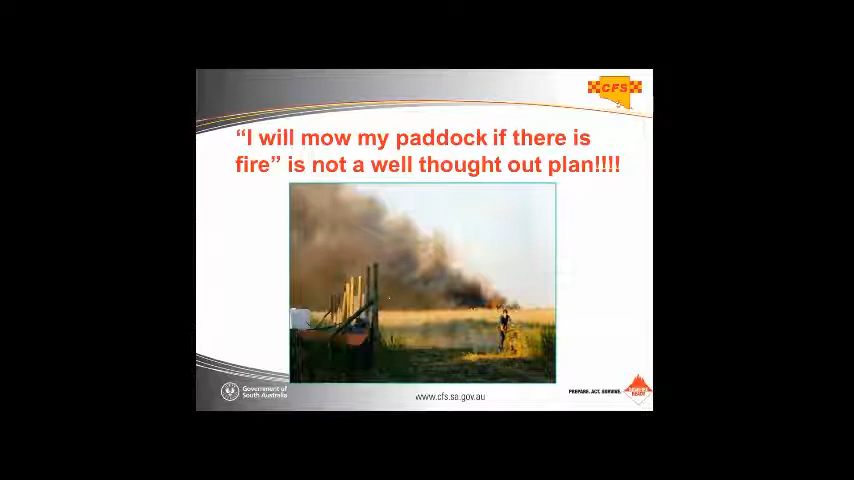 CFS
“I will mow my paddock if there is
fire” is not a well thought out plan!!!!
Government of
South Australia
www.cfs.sa.gov.au
PREPARE. ACT. SURVIVE.